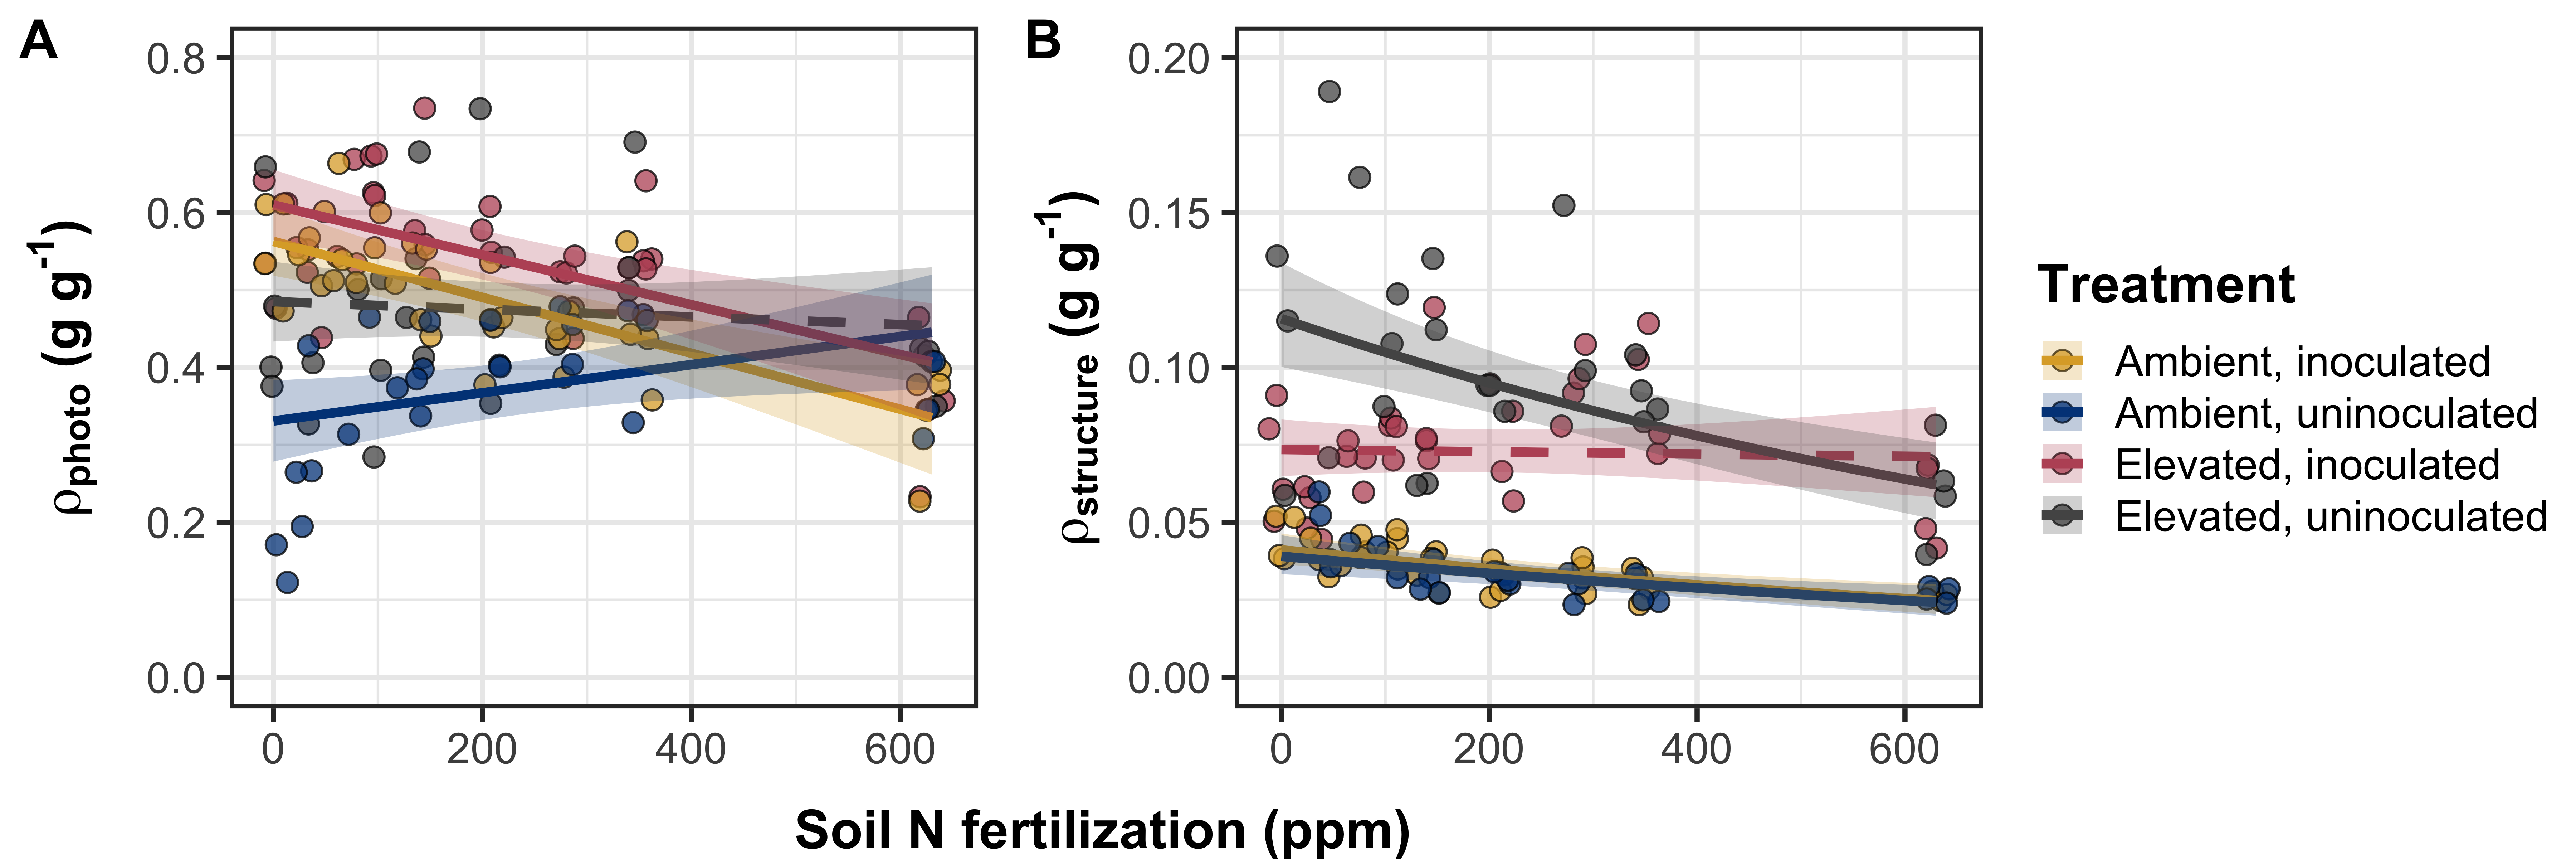 A
B
0.8
0.6
0.4
0.2
0.0
ρphoto (g g-1)
0 200 400 600
0.20
0.15
0.10
0.05
0.00
ρstructure (g g-1)
0 200 400 600
Soil N fertilization (ppm)
Treatment
Ambient, inoculated
Ambient, uninoculated
Elevated, inoculated
Elevated, uninoculated